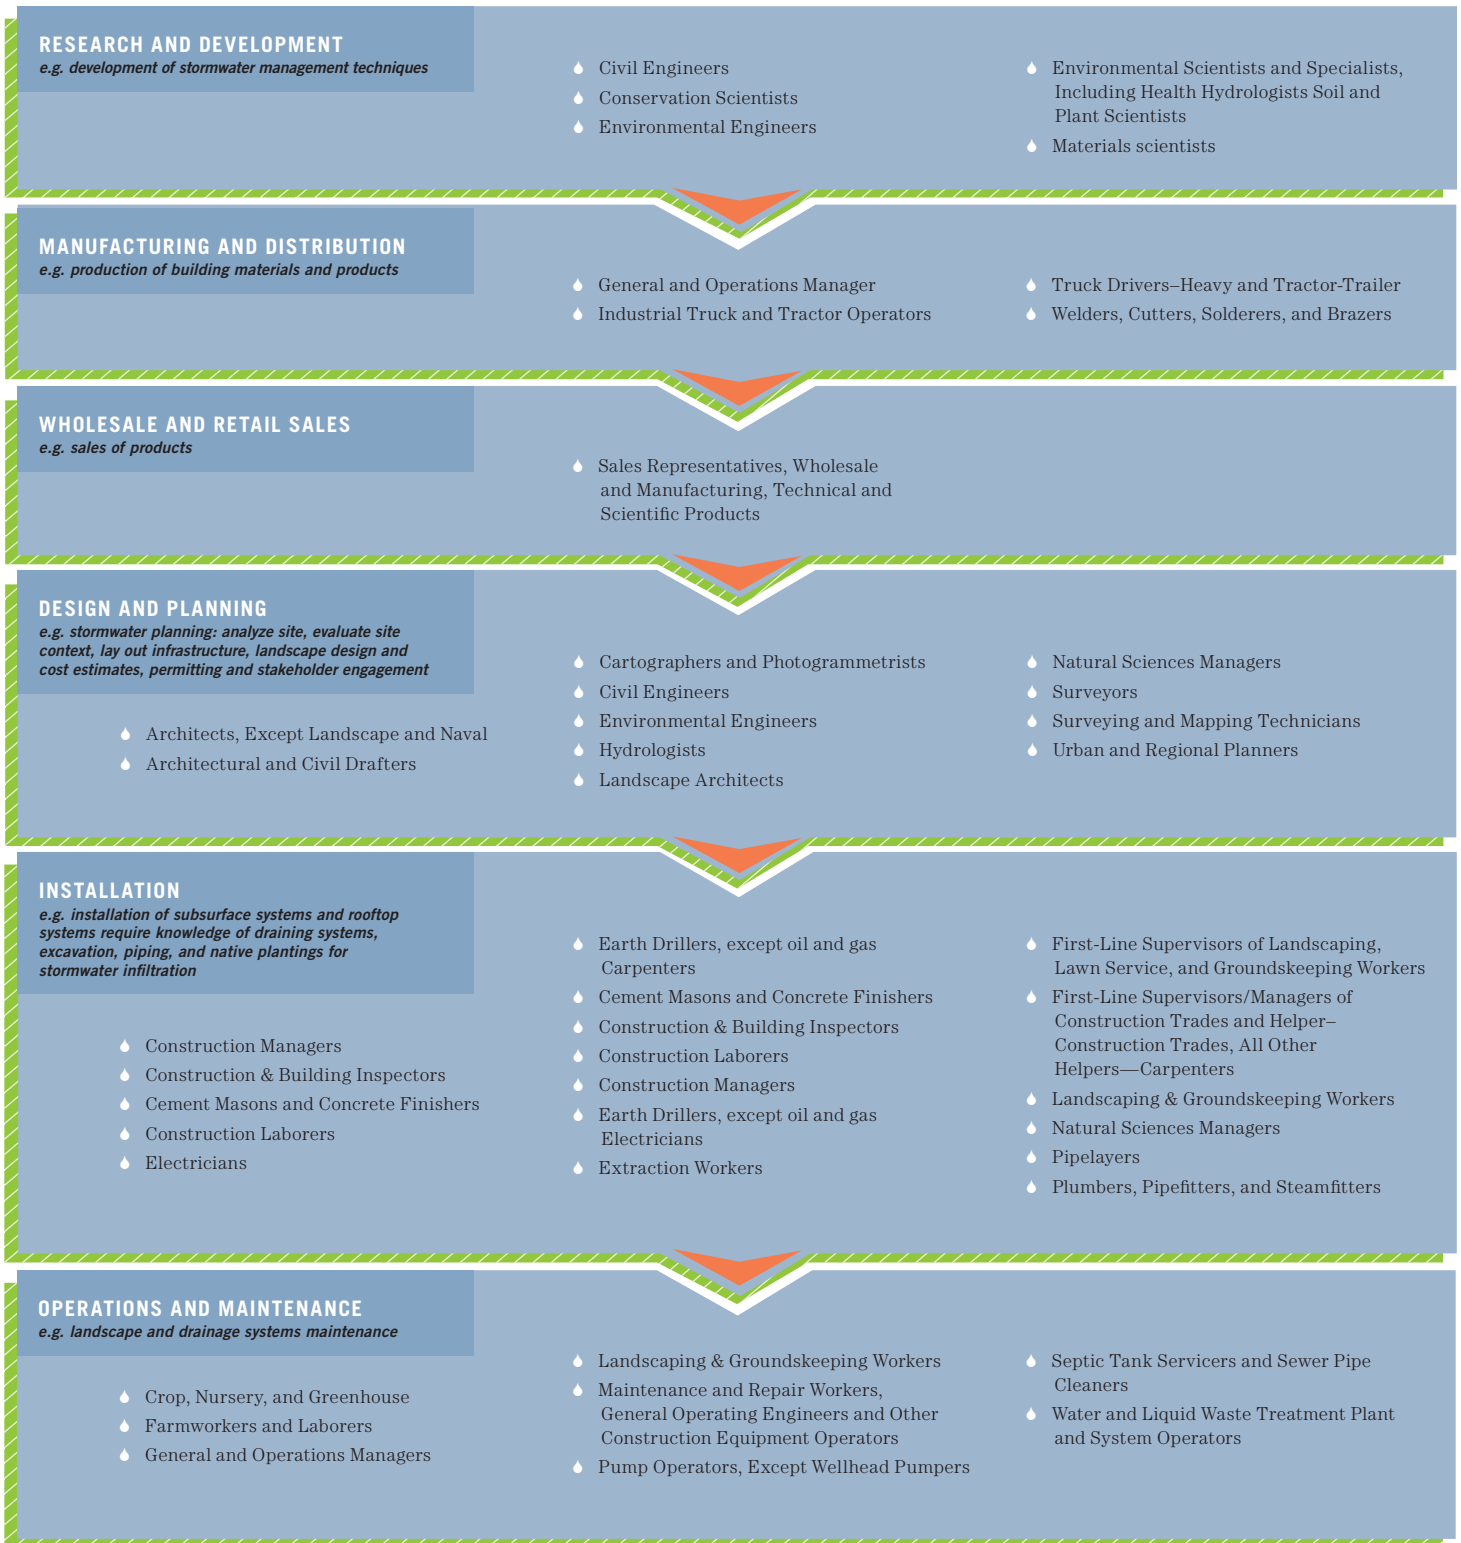 RESEARCH AND DEVELOPMENT
e.g. development of stormwater management techniques
Civil Engineers
Conservation Scientists
Environmental Engineers
Environmental Scientists and Specialists,
Including Health Hydrologists Soil and
Plant Scientists
Materials scientists
MANUFACTURING AND DISTRIBUTION
e.g. production of building materials and products
General and Operations Manager
Industrial Truck and Tractor Operators
Truck Drivers–Heavy and Tractor-Trailer
Welders, Cutters, Solderers, and Brazers
WHOLESALE AND RETAIL SALES
e.g. sales of products
Sales Representatives, Wholesale
and Manufacturing, Technical and
Scientific Products
DESIGN AND PLANNING
e.g. stormwater planning: analyze site, evaluate site
context, lay out infrastructure, landscape design and
cost estimates, permitting and stakeholder engagement
Architects, Except Landscape and Naval
Architectural and Civil Drafters
Cartographers and Photogrammetrists
Civil Engineers
Environmental Engineers
Hydrologists
Landscape Architects
Natural Sciences Managers
Surveyors
Surveying and Mapping Technicians
Urban and Regional Planners
INSTALLATION
e.g. installation of subsurface systems and rooftop
systems require knowledge of draining systems,
excavation, piping, and native plantings for
stormwater infiltration
Construction Managers
Construction & Building Inspectors
Cement Masons and Concrete Finishers
Construction Laborers
Electricians
Earth Drillers, except oil and gas
Carpenters
Cement Masons and Concrete Finishers
Construction & Building Inspectors
Construction Laborers
Construction Managers
Earth Drillers, except oil and gas
Electricians
Extraction Workers
First-Line Supervisors of Landscaping,
Lawn Service, and Groundskeeping Workers
First-Line Supervisors/Managers of
Construction Trades and Helper–
Construction Trades, All Other
Helpers—Carpenters
Landscaping & Groundskeeping Workers
Natural Sciences Managers
Pipelayers
Plumbers, Pipefitters, and Steamfitters
OPERATIONS AND MAINTENANCE
e.g. landscape and drainage systems maintenance
Crop, Nursery, and Greenhouse
Farmworkers and Laborers
General and Operations Managers
Landscaping & Groundskeeping Workers
Maintenance and Repair Workers,
General Operating Engineers and Other
Construction Equipment Operators
Pump Operators, Except Wellhead Pumpers
Septic Tank Servicers and Sewer Pipe
Cleaners
Water and Liquid Waste Treatment Plant
and System Operators